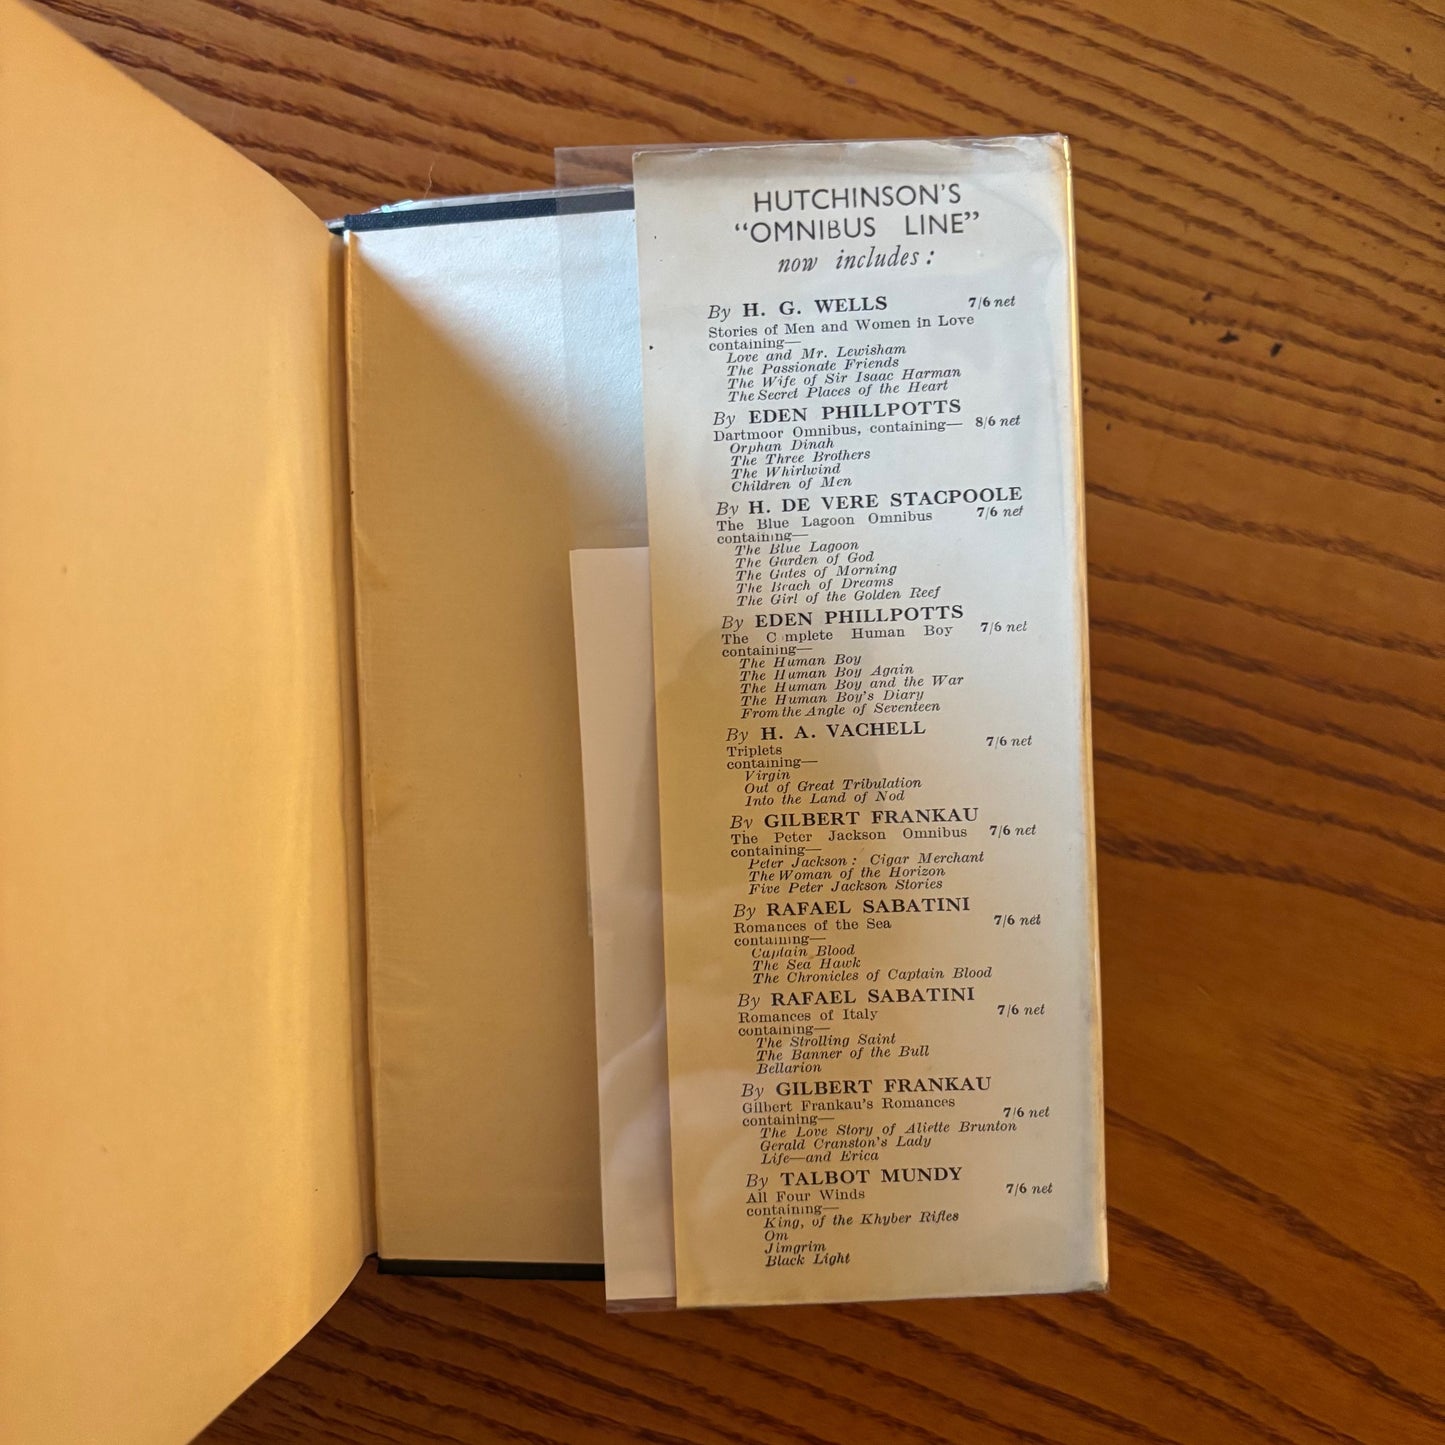 HUTCHINSON'S
"OMNIBUS LINE"
now includes:
By H. G. WELLS 7/6 net
Stories of Men and Women in Love
containing—
Love and Mr. Lewisham
The Passionate Friends
The Wife of Sir Isaac Harman
The Secret Places of the Heart
By EDEN PHILLPOTTS
Dartmoor Omnibus, containing— 8/6 net
Orphan Dinah
The Three Brothers
The Whirlwind
Children of Men
By H. DE VERE STACPOOLE
The Blue Lagoon Omnibus 7/6 net
containing—
The Blue Lagoon
The Garden of God
The Gates of Morning
The Beach of Dreams
The Girl of the Golden Reef
By EDEN PHILLPOTTS
The C mplete Human Boy 7/6 net
containing—
The Human Boy
The Human Boy Again
The Human Boy and the War
The Human Boy's Diary
From the Angle of Seventeen
By H. A. VACHELL
Triplets 7/6 net
containing—
Virgin
Out of Great Tribulation
Into the Land of Nod
By GILBERT FRANKAU
The Peter Jackson Omnibus 7/6 net
containing—
Peter Jackson: Cigar Merchant
The Woman of the Horizon
Five Peter Jackson Stories
By RAFAEL SABATINI
Romances of the Sea 7/6 net
containing—
Captain Blood
The Sea Hawk
The Chronicles of Captain Blood
By RAFAEL SABATINI
Romances of Italy 7/6 net
containing—
The Strolling Saint
The Banner of the Bull
Bellarion
By GILBERT FRANKAU
Gilbert Frankau's Romances
containing— 7/6 net
The Love Story of Aliette Brunton
Gerald Cranston's Lady
Life—and Erica
By TALBOT MUNDY
All Four Winds 7/6 net
containing—
King, of the Khyber Rifles
Om
Jimgrim
Black Light